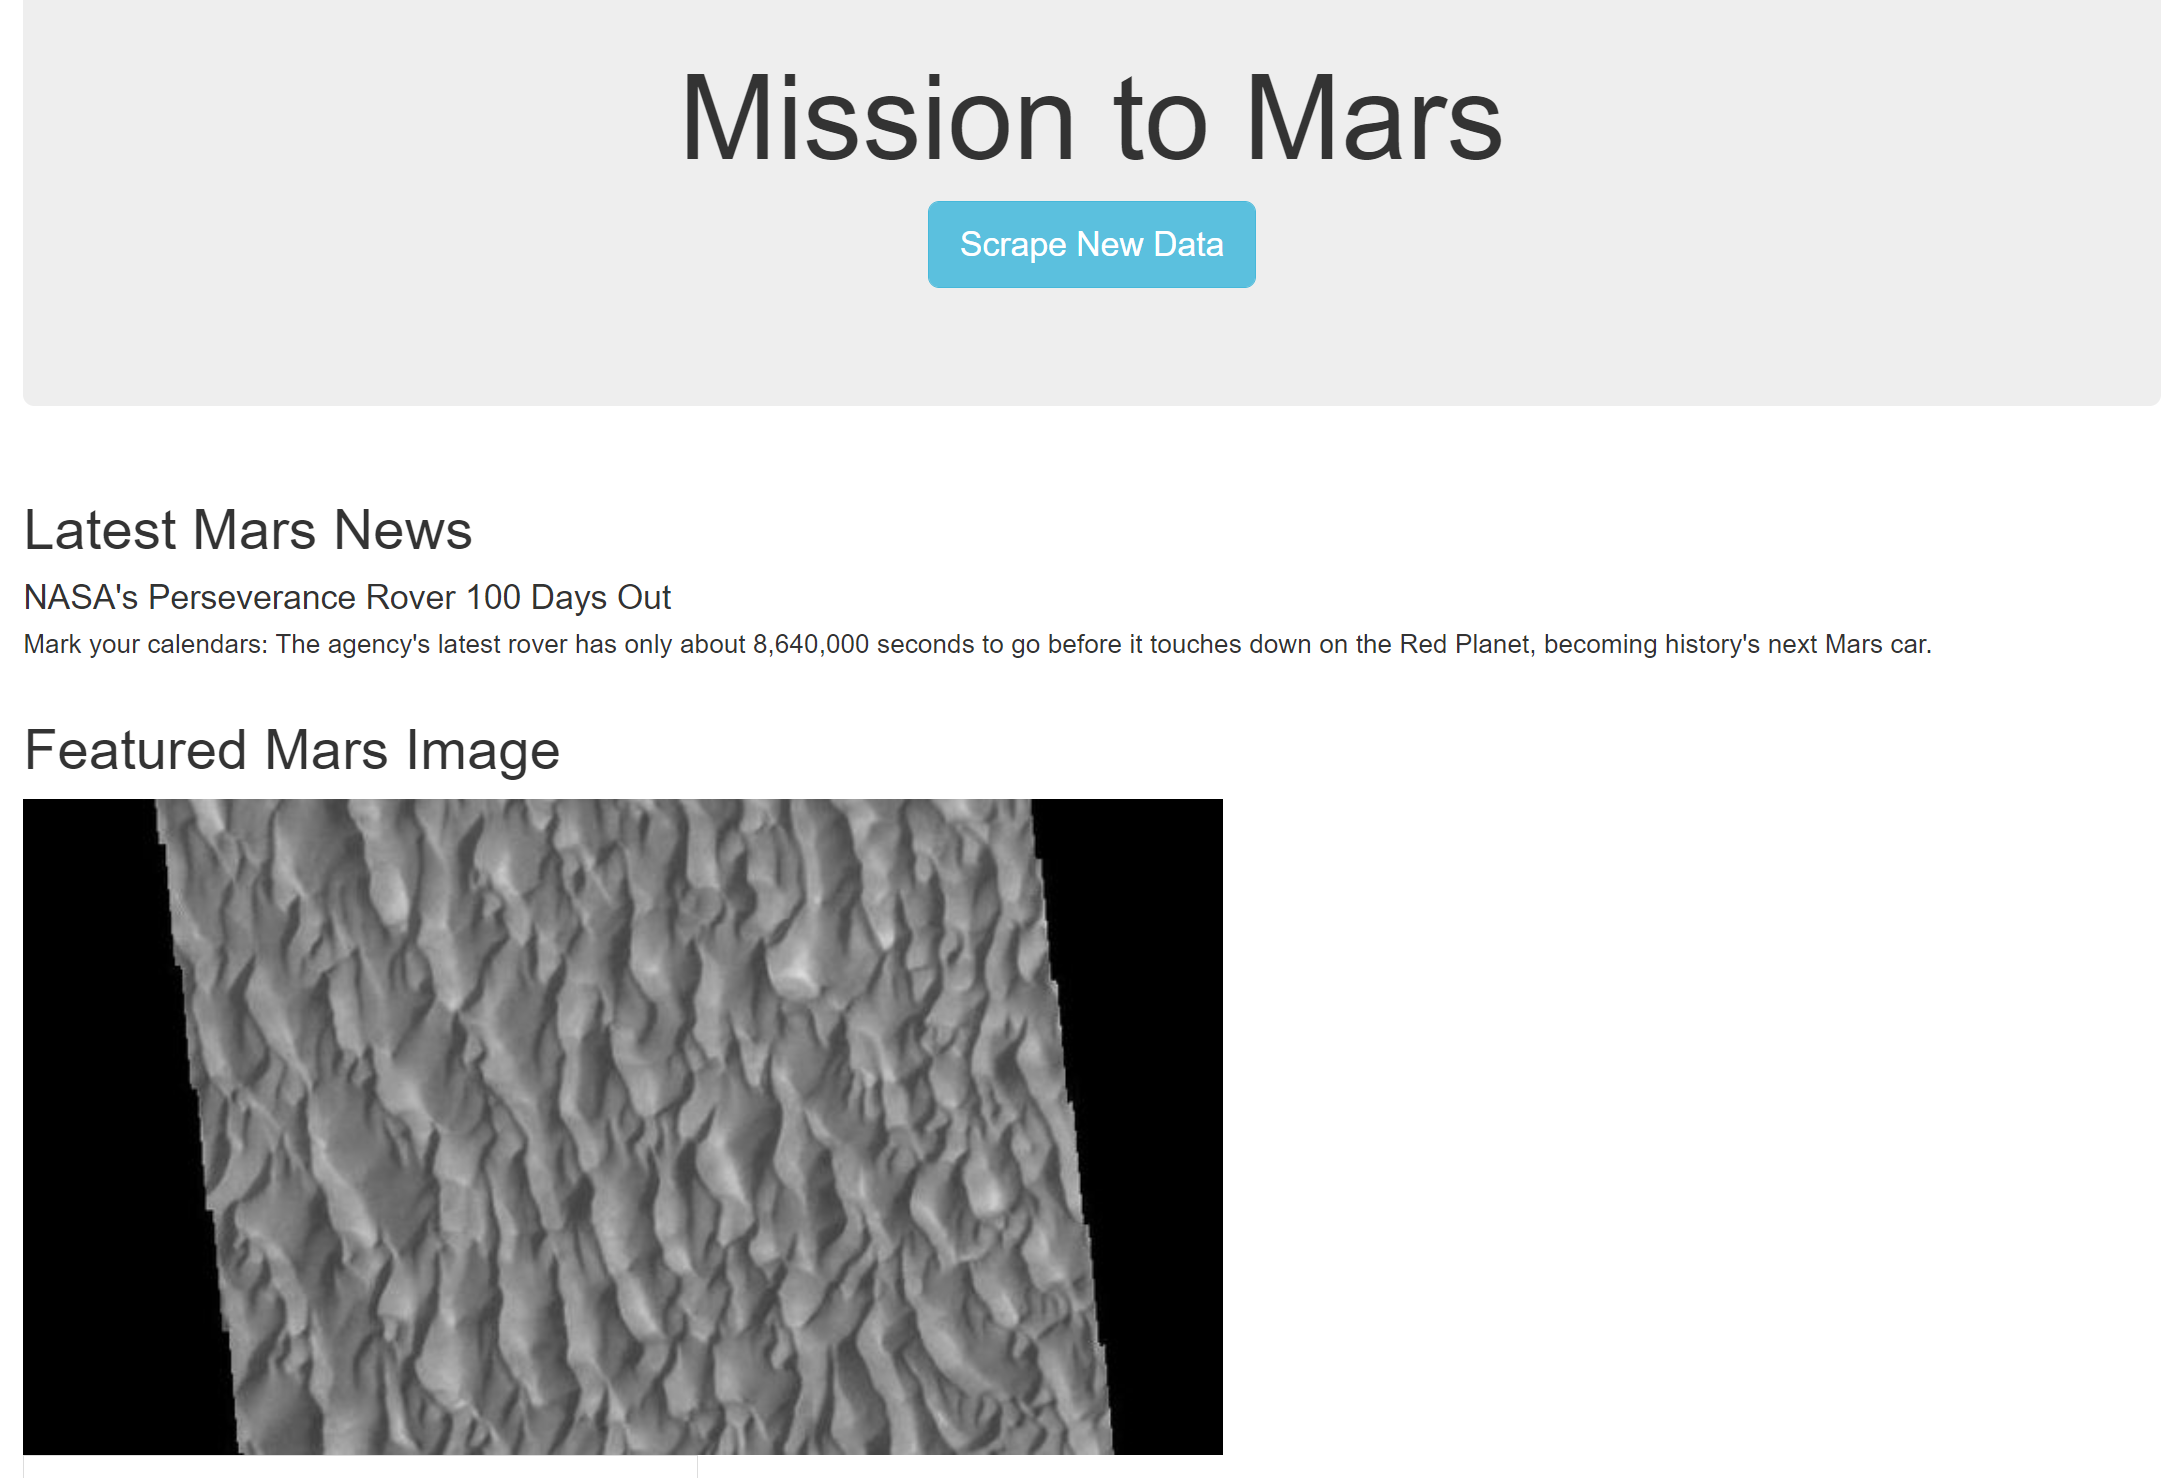 Mission to Mars
Scrape New Data
Latest Mars News
NASA's Perseverance Rover 100 Days Out
Mark your calendars: The agency's latest rover has only about 8,640,000 seconds to go before it touches down on the Red Planet, becoming history's next Mars car.
Featured Mars Image